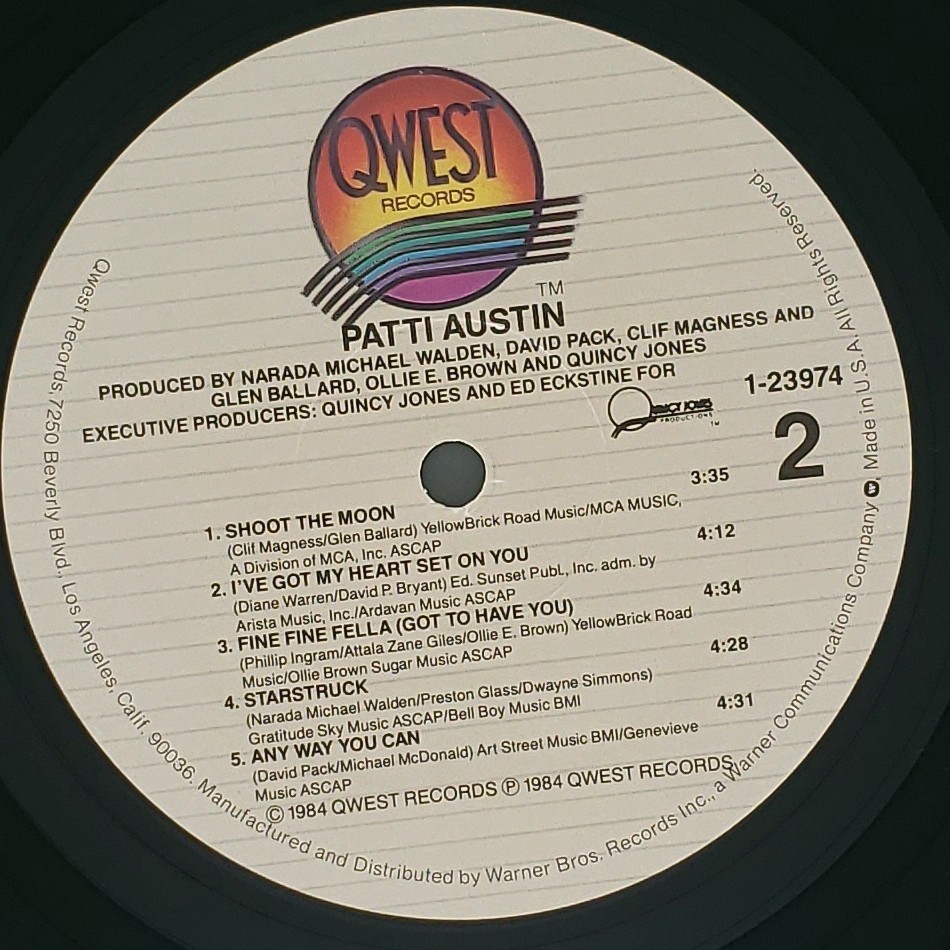 QWEST
RECORDS
TM
PATTI AUSTIN
PRODUCED BY NARADA MICHAEL WALDEN, DAVID PACK, CLIF MAGNESS AND
GLEN BALLARD, OLLIE E. BROWN AND QUINCY JONES
EXECUTIVE PRODUCERS: QUINCY JONES AND ED ECKSTINE FOR
QUINCY JONES
PRODUCTIONS
TM
1-23974
2
1. SHOOT THE MOON 3:35
(Clif Magness/Glen Ballard) YellowBrick Road Music/MCA MUSIC,
A Division of MCA, Inc. ASCAP
2. I'VE GOT MY HEART SET ON YOU 4:12
(Diane Warren/David P. Bryant) Ed. Sunset Publ., Inc. adm. by
Arista Music, Inc./Ardavan Music ASCAP
3. FINE FINE FELLA (GOT TO HAVE YOU) 4:34
(Phillip Ingram/Attala Zane Giles/Ollie E. Brown) YellowBrick Road
Music/Ollie Brown Sugar Music ASCAP
4. STARSTRUCK 4:28
(Narada Michael Walden/Preston Glass/Dwayne Simmons)
Gratitude Sky Music ASCAP/Bell Boy Music BMI
5. ANY WAY YOU CAN 4:31
(David Pack/Michael McDonald) Art Street Music BMI/Genevieve
Music ASCAP
© 1984 QWEST RECORDS ℗ 1984 QWEST RECORDS
Qwest Records, 7250 Beverly Blvd., Los Angeles, Calif. 90036. Manufactured and Distributed by Warner Bros. Records Inc., a Warner Communications Company. Made in U.S.A. All Rights Reserved.